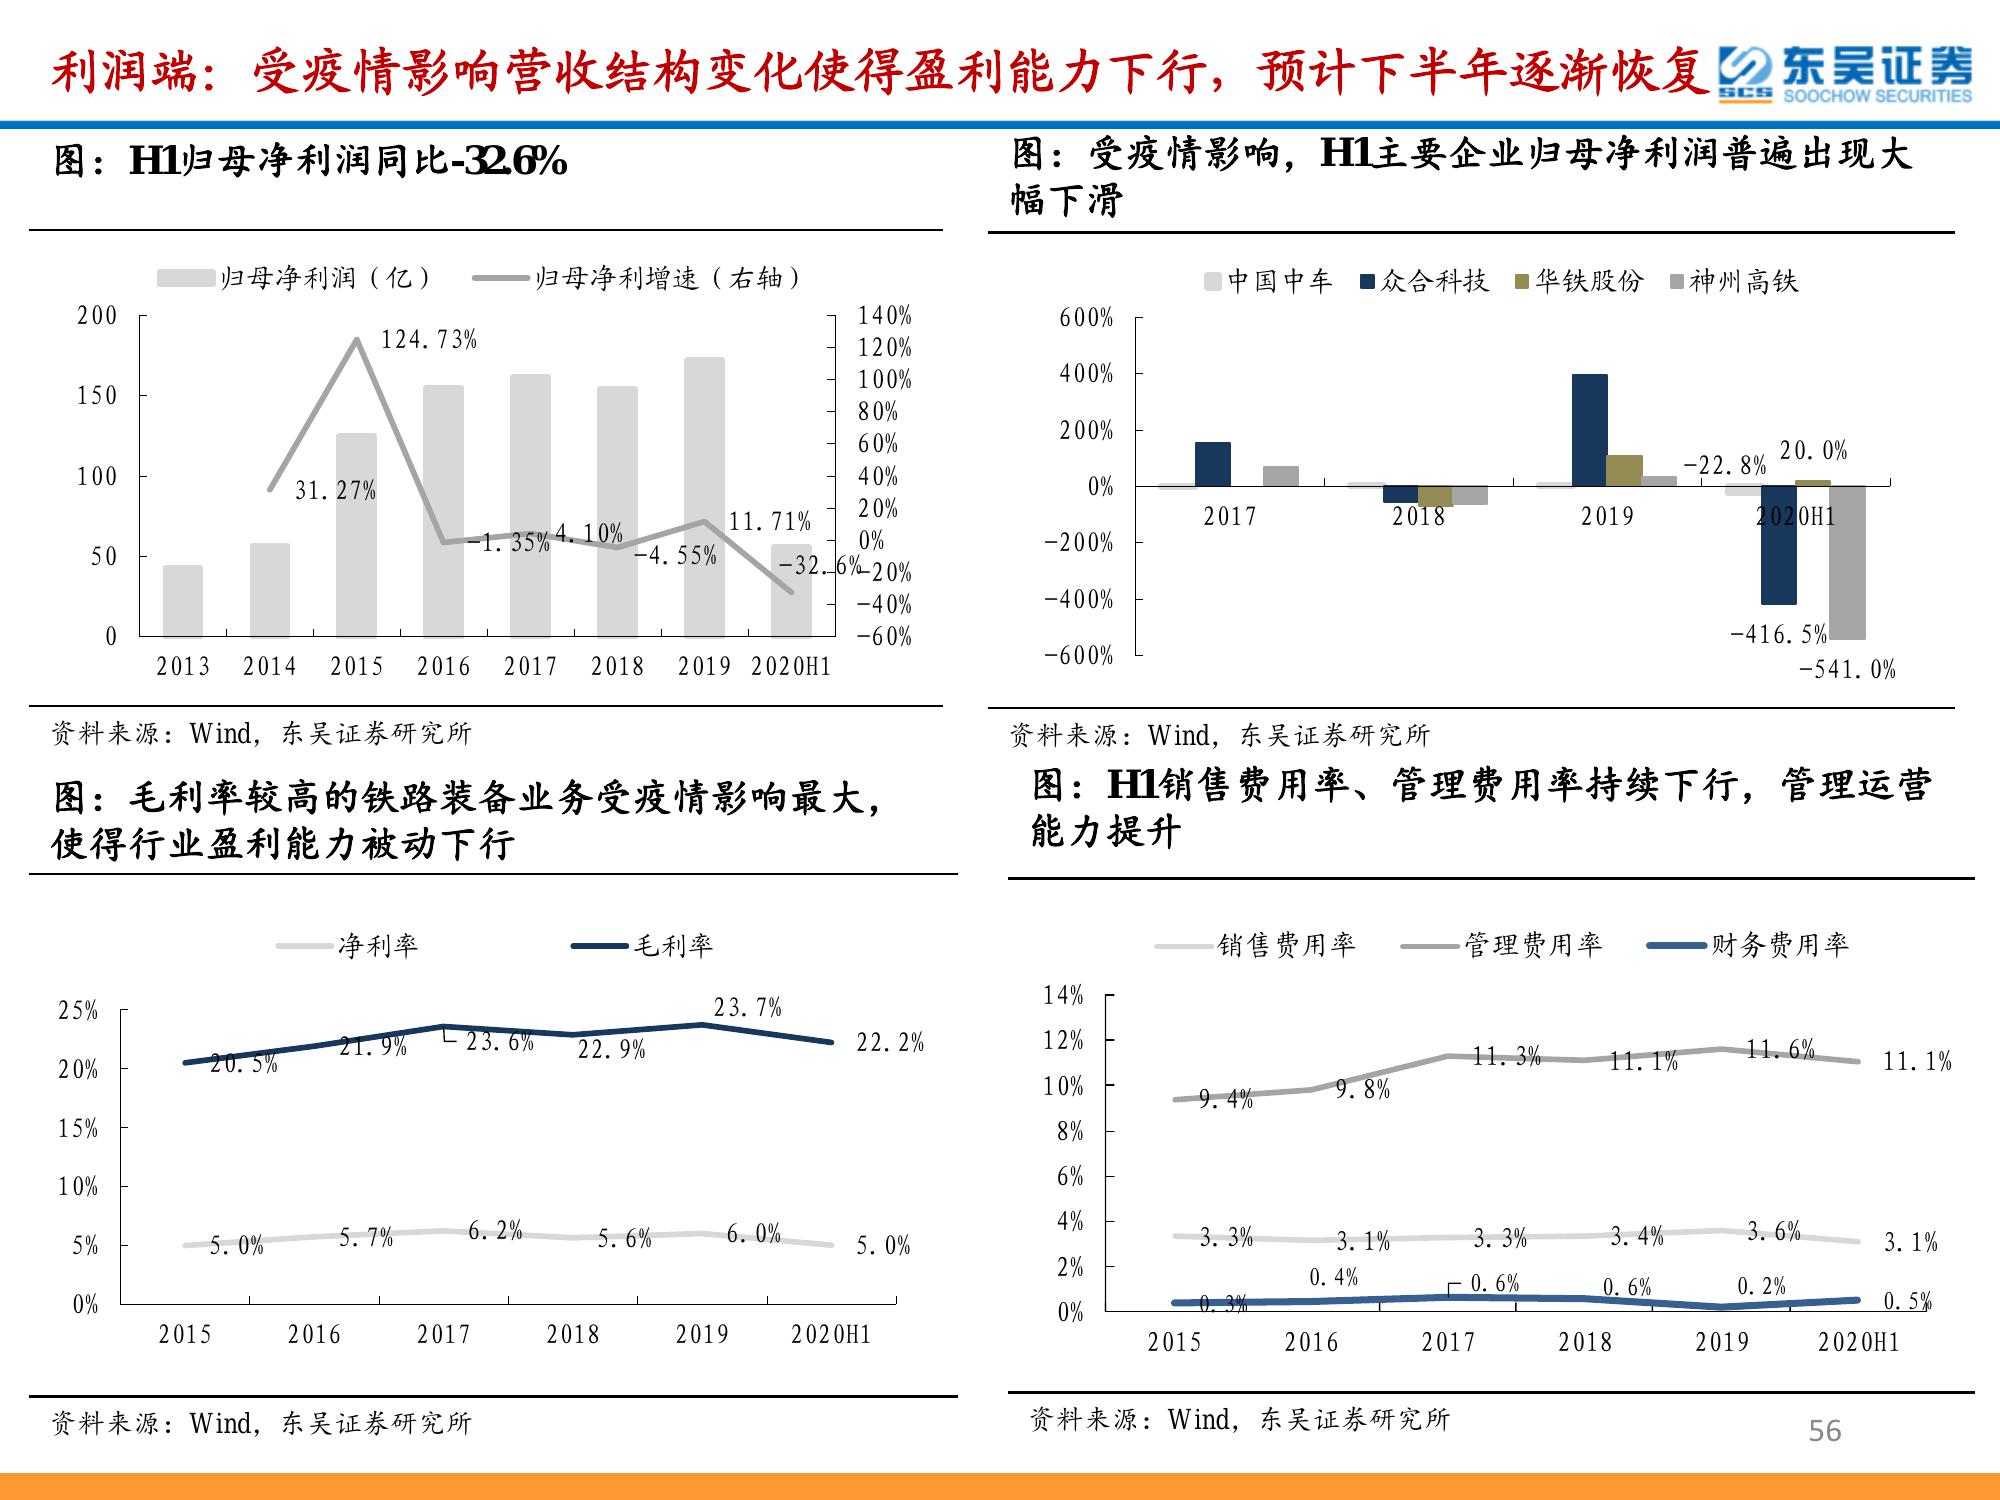 利润端：受疫情影响营收结构变化使得盈利能力下行，预计下半年逐渐恢复
东吴证券
SCS SOOCHOW SECURITIES
图：H1归母净利润同比-32.6%
归母净利润（亿） 归母净利增速（右轴）
200
150
100
50
0
140%
120%
100%
80%
60%
40%
20%
0%
-20%
-40%
-60%
31.27%
124.73%
-1.35%
4.10%
-4.55%
11.71%
-32.6%
2013 2014 2015 2016 2017 2018 2019 2020H1
资料来源：Wind，东吴证券研究所
图：受疫情影响，H1主要企业归母净利润普遍出现大
幅下滑
中国中车 众合科技 华铁股份 神州高铁
600%
400%
200%
0%
-200%
-400%
-600%
-22.8%
20.0%
-416.5%
-541.0%
2017 2018 2019 2020H1
资料来源：Wind，东吴证券研究所
图：毛利率较高的铁路装备业务受疫情影响最大，
使得行业盈利能力被动下行
净利率 毛利率
25%
20%
15%
10%
5%
0%
20.5% 21.9% 23.6% 22.9% 23.7% 22.2%
5.0% 5.7% 6.2% 5.6% 6.0% 5.0%
2015 2016 2017 2018 2019 2020H1
资料来源：Wind，东吴证券研究所
图：H1销售费用率、管理费用率持续下行，管理运营
能力提升
销售费用率 管理费用率 财务费用率
14%
12%
10%
8%
6%
4%
2%
0%
9.4% 9.8% 11.3% 11.1% 11.6% 11.1%
3.3% 3.1% 3.3% 3.4% 3.6% 3.1%
0.3% 0.4% 0.6% 0.6% 0.2% 0.5%
2015 2016 2017 2018 2019 2020H1
资料来源：Wind，东吴证券研究所
56